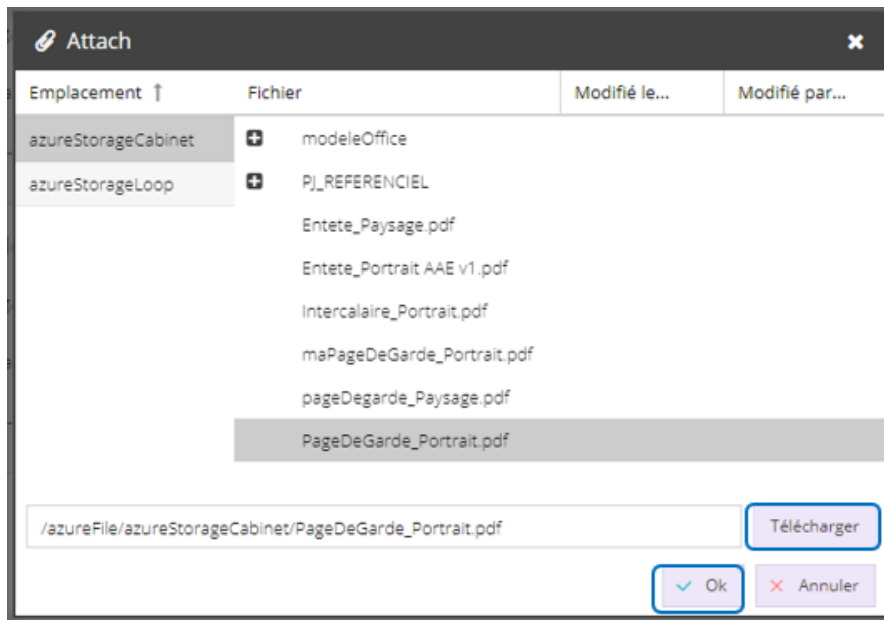 Attach
Emplacement Fichier Modifié le... Modifié par...
azureStorageCabinet modeleOffice
azureStorageLoop PJ_REFERENCIEL
Entete_Paysage.pdf
Entete_Portrait AAE v1.pdf
Intercalaire_Portrait.pdf
maPageDeGarde_Portrait.pdf
pageDegarde_Paysage.pdf
PageDeGarde_Portrait.pdf
/azureFile/azureStorageCabinet/PageDeGarde_Portrait.pdf Télécharger
Ok Annuler